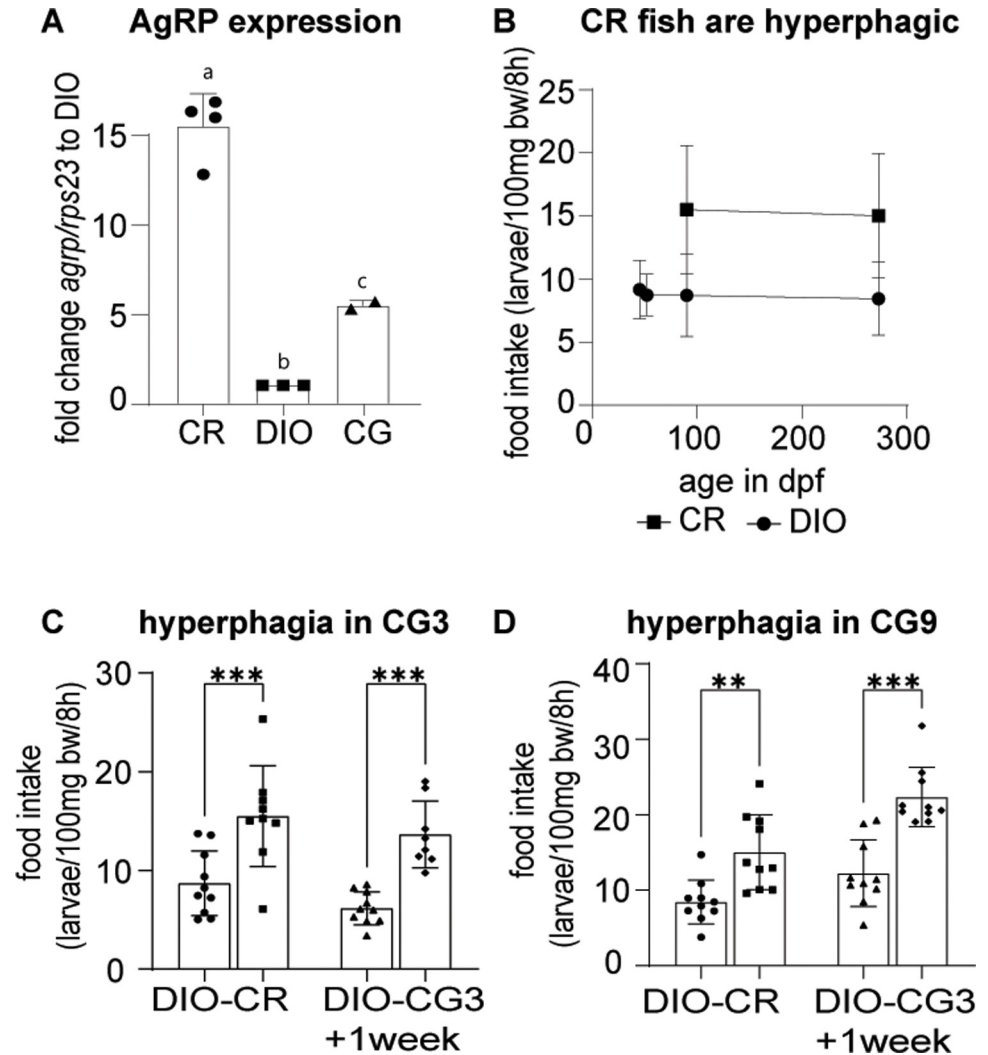 A AgRP expression
fold change agrp/rps23 to DIO
15
10
5
0
a
b
c
CR DIO CG
B CR fish are hyperphagic
food intake (larvae/100mg bw/8h)
25
20
15
10
5
0
0 100 200 300
age in dpf
CR DIO
C hyperphagia in CG3
food intake
(larvae/100mg bw/8h)
30
20
10
0
*** ***
DIO-CR DIO-CG3
+1week
D hyperphagia in CG9
food intake
(larvae/100mg bw/8h)
40
30
20
10
0
** ***
DIO-CR DIO-CG3
+1week